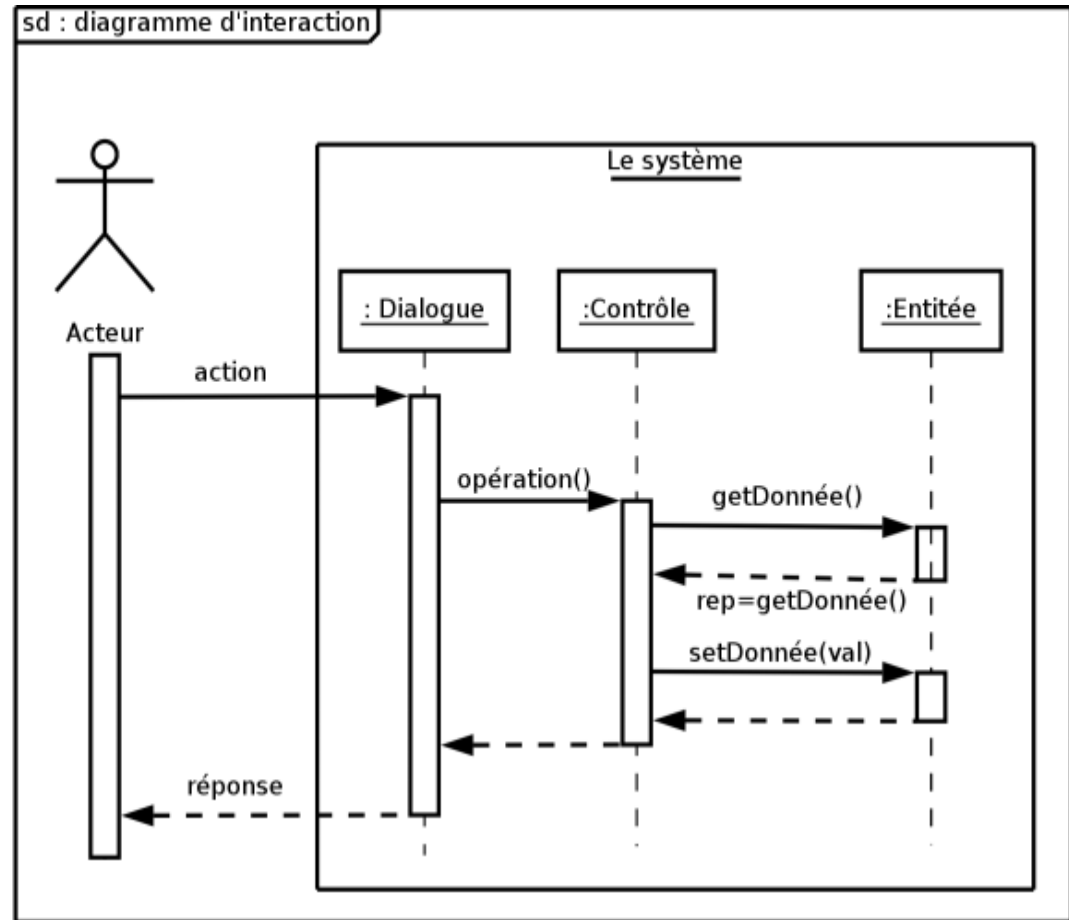 sd : diagramme d'interaction
Le système
: Dialogue
:Contrôle
:Entitée
Acteur
action
opération()
getDonnée()
rep=getDonnée()
setDonnée(val)
réponse